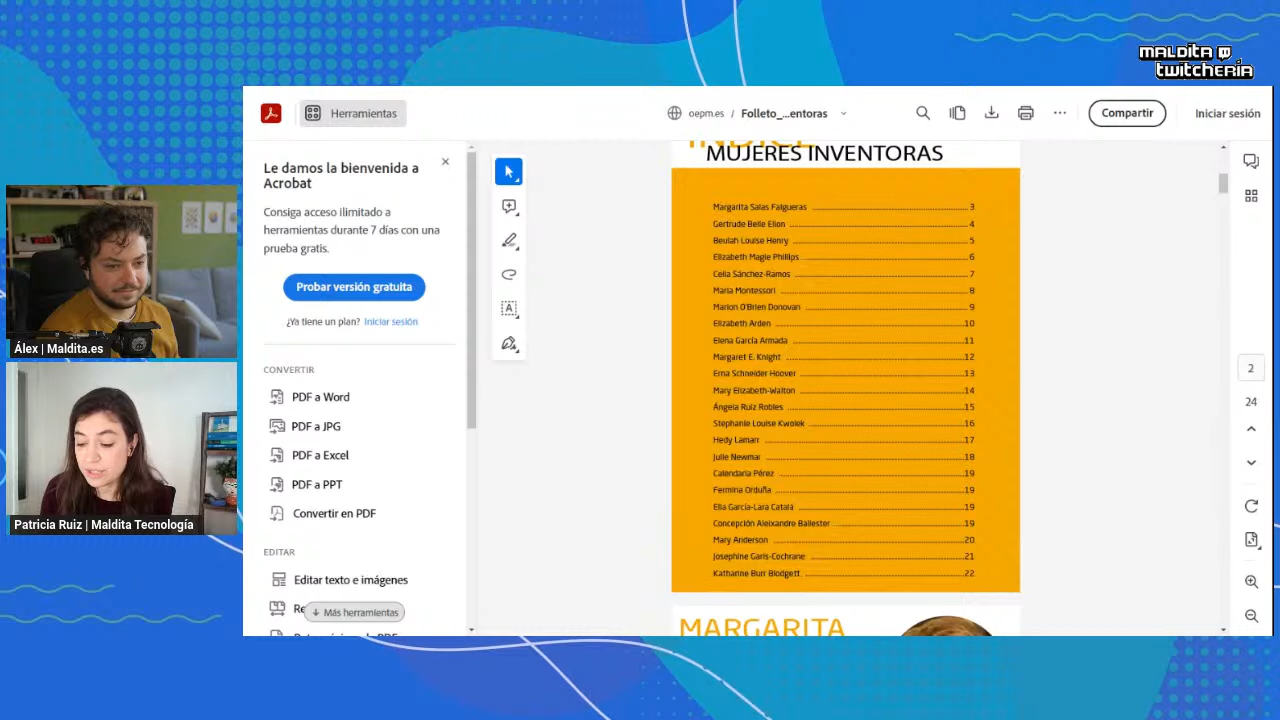 MALDITA
TWITCHERÍA
Herramientas
oepm.es / Folleto_...entoras
Compartir
Iniciar sesión
Le damos la bienvenida a
Acrobat
Consiga acceso ilimitado a
herramientas durante 7 días con una
prueba gratis.
Probar versión gratuita
¿Ya tiene un plan? Iniciar sesión
CONVERTIR
PDF a Word
PDF a JPG
PDF a Excel
PDF a PPT
Convertir en PDF
EDITAR
Editar texto e imágenes
Re
Más herramientas
ÍNDICE
MUJERES INVENTORAS
Margarita Salas Falgueras 3
Gertrude Belle Elion 4
Beulah Louise Henry 5
Elizabeth Magie Phillips 6
Celia Sánchez-Ramos 7
Maria Montessori 8
Marion O'Brien Donovan 9
Elizabeth Arden 10
Elena García Armada 11
Margaret E. Knight 12
Erna Schneider Hoover 13
Mary Elizabeth-Walton 14
Ángela Ruiz Robles 15
Stephanie Louise Kwolek 16
Hedy Lamarr 17
Julie Newmar 18
Calendaria Pérez 19
Fermina Orduña 19
Ella García-Lara Catalá 19
Concepción Aleixandre Ballester 19
Mary Anderson 20
Josephine Garis-Cochrane 21
Katharine Burr Blodgett 22
MARGARITA
2
24
Álex | Maldita.es
Patricia Ruiz | Maldita Tecnología